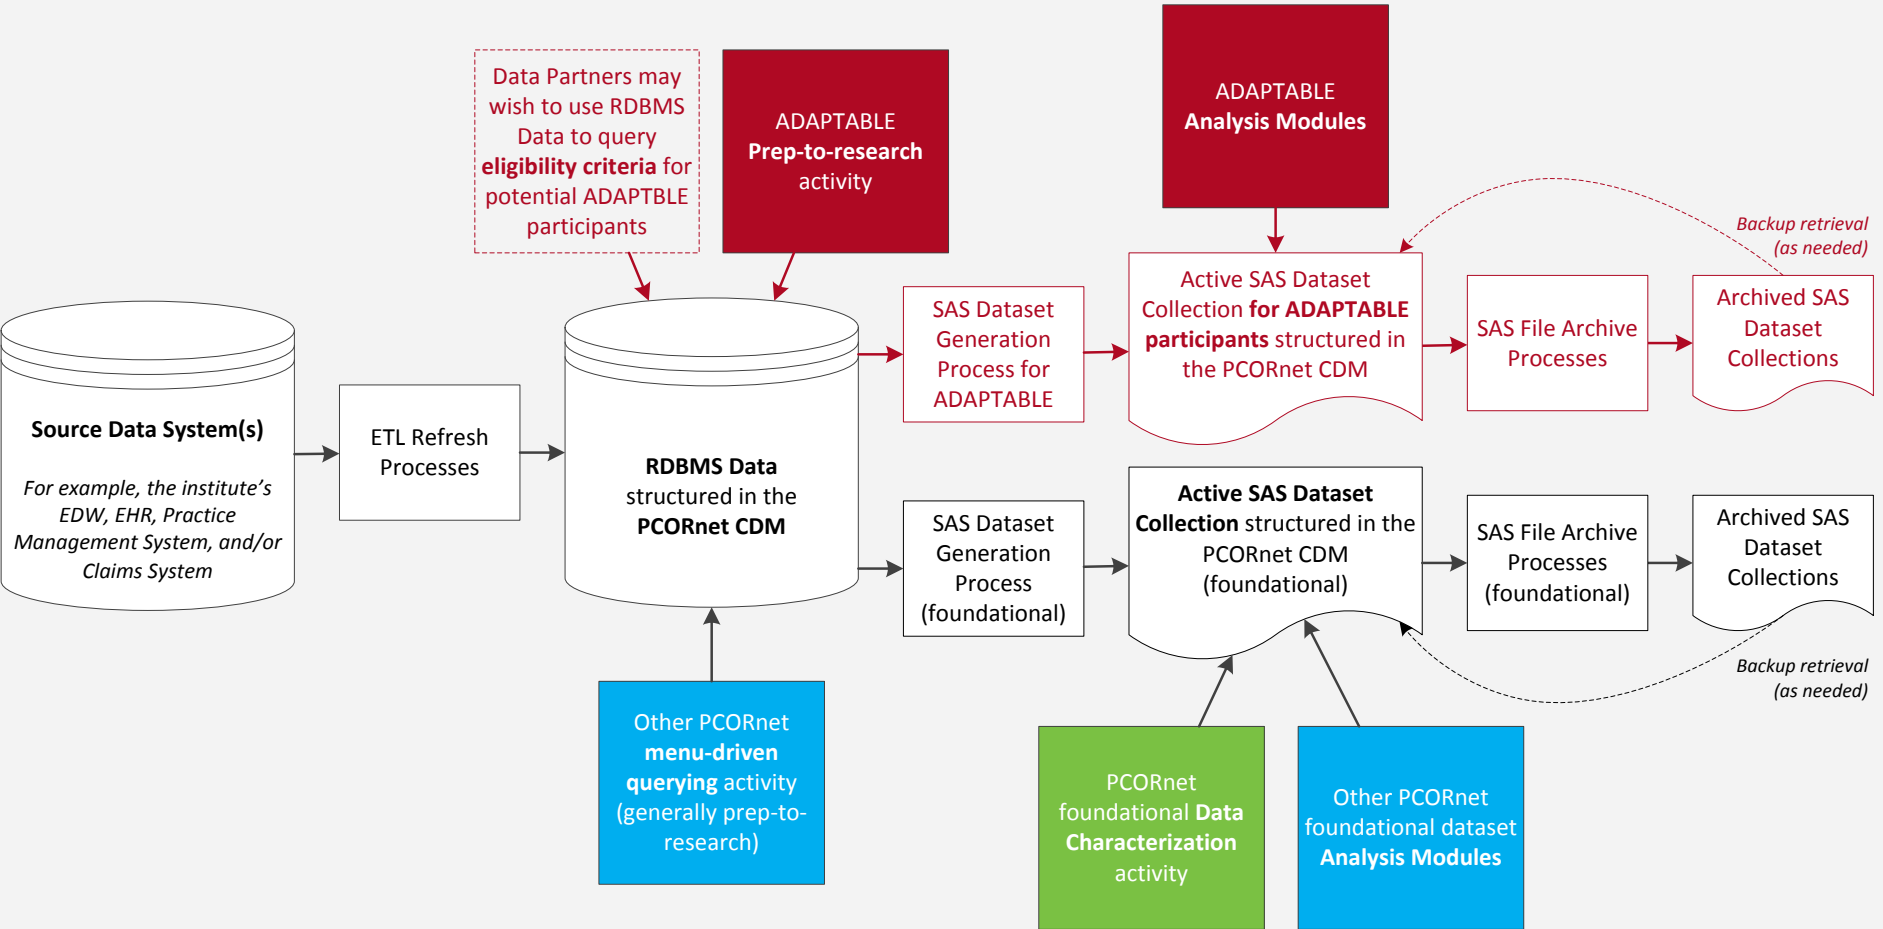 Data Partners may
wish to use RDBMS
Data to query
eligibility criteria for
potential ADAPTBLE
participants
ADAPTABLE
Prep-to-research
activity
ADAPTABLE
Analysis Modules
Backup retrieval
(as needed)
Source Data System(s)
For example, the institute’s
EDW, EHR, Practice
Management System, and/or
Claims System
ETL Refresh
Processes
RDBMS Data
structured in the
PCORnet CDM
SAS Dataset
Generation
Process for
ADAPTABLE
Active SAS Dataset
Collection for ADAPTABLE
participants structured in
the PCORnet CDM
SAS File Archive
Processes
Archived SAS
Dataset
Collections
SAS Dataset
Generation
Process
(foundational)
Active SAS Dataset
Collection structured in the
PCORnet CDM
(foundational)
SAS File Archive
Processes
(foundational)
Archived SAS
Dataset
Collections
Backup retrieval
(as needed)
Other PCORnet
menu-driven
querying activity
(generally prep-to-
research)
PCORnet
foundational Data
Characterization
activity
Other PCORnet
foundational dataset
Analysis Modules